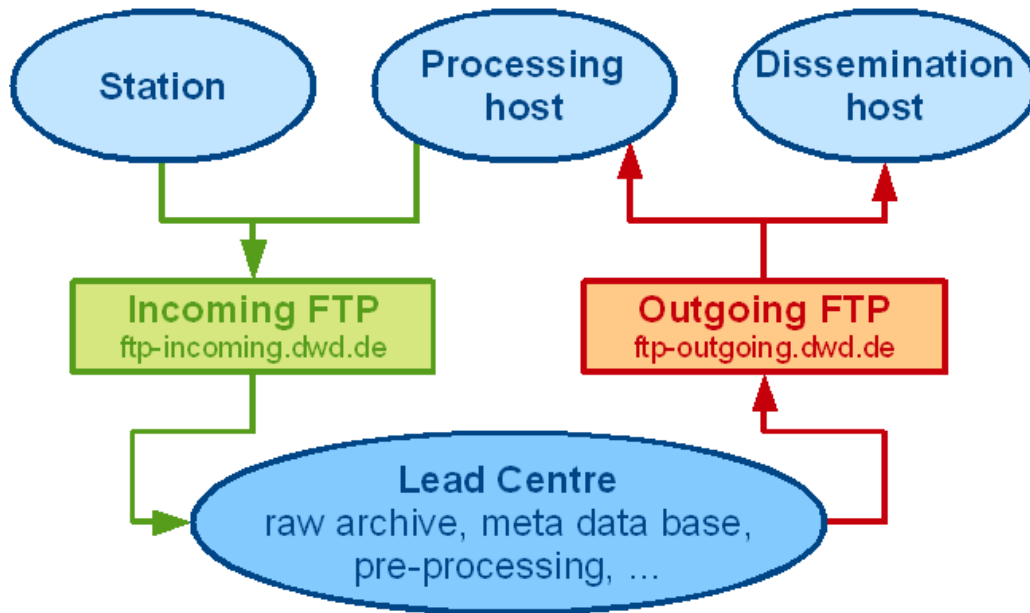 Station
Processing
host
Dissemination
host
Incoming FTP
ftp-incoming.dwd.de
Outgoing FTP
ftp-outgoing.dwd.de
Lead Centre
raw archive, meta data base,
pre-processing, ...